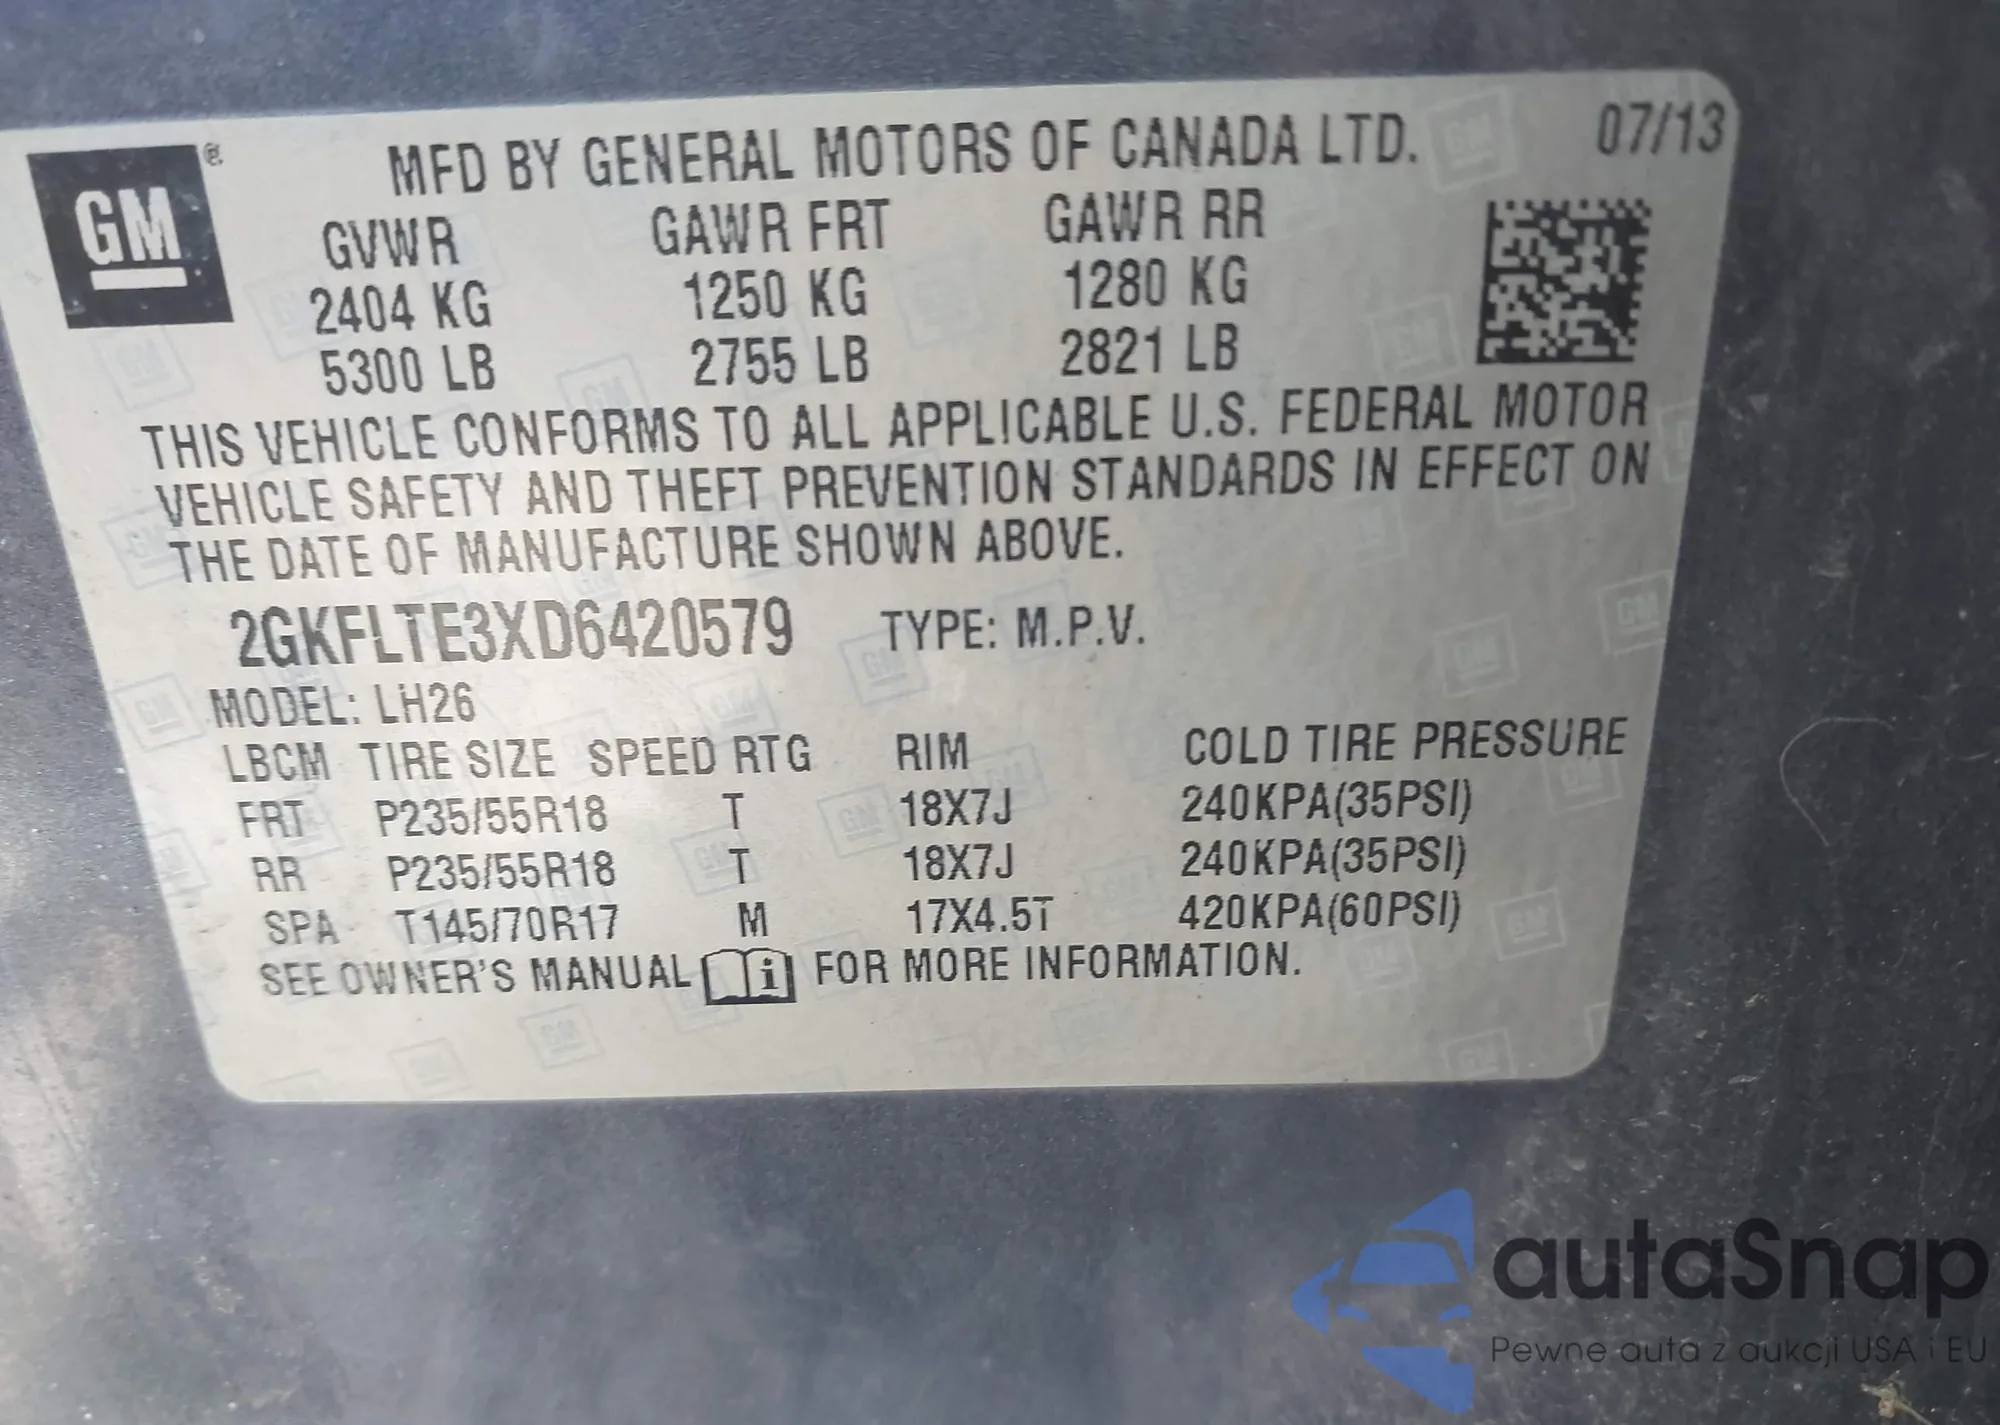 GM ®
MFD BY GENERAL MOTORS OF CANADA LTD. 07/13
GVWR GAWR FRT GAWR RR
2404 KG 1250 KG 1280 KG
5300 LB 2755 LB 2821 LB
THIS VEHICLE CONFORMS TO ALL APPLICABLE U.S. FEDERAL MOTOR
VEHICLE SAFETY AND THEFT PREVENTION STANDARDS IN EFFECT ON
THE DATE OF MANUFACTURE SHOWN ABOVE.
2GKFLTE3XD6420579 TYPE: M.P.V.
MODEL: LH26
LBCM TIRE SIZE SPEED RTG RIM COLD TIRE PRESSURE
FRT P235/55R18 T 18X7J 240KPA(35PSI)
RR P235/55R18 T 18X7J 240KPA(35PSI)
SPA T145/70R17 M 17X4.5T 420KPA(60PSI)
SEE OWNER'S MANUAL i FOR MORE INFORMATION.
autaSnap
Pewne auta z aukcji USA i EU